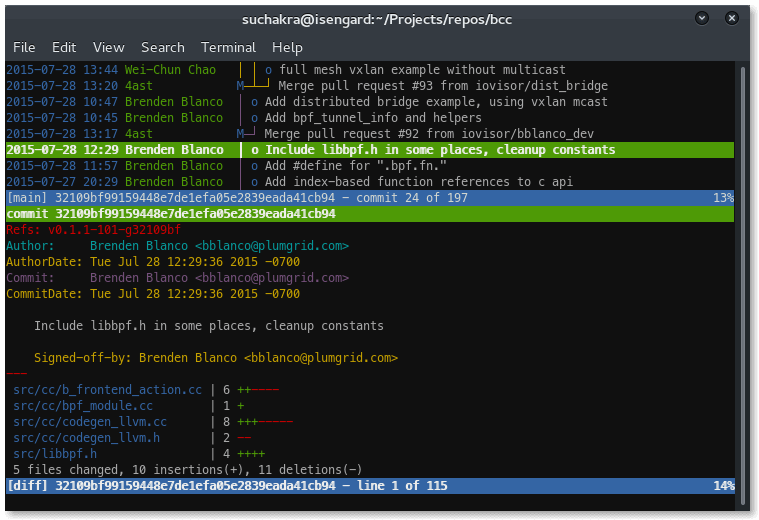 suchakra@isengard:~/Projects/repos/bcc
File Edit View Search Terminal Help
2015-07-28 13:44 Wei-Chun Chao │ │ o full mesh vxlan example without multicast
2015-07-28 13:20 4ast M─┴─┘ Merge pull request #93 from iovisor/dist_bridge
2015-07-28 10:47 Brenden Blanco │ o Add distributed bridge example, using vxlan mcast
2015-07-28 10:45 Brenden Blanco │ o Add bpf_tunnel_info and helpers
2015-07-28 13:17 4ast M─┘ Merge pull request #92 from iovisor/bblanco_dev
2015-07-28 12:29 Brenden Blanco │ o Include libbpf.h in some places, cleanup constants
2015-07-28 11:57 Brenden Blanco │ o Add #define for ".bpf.fn."
2015-07-27 20:29 Brenden Blanco │ o Add index-based function references to c api
[main] 32109bf99159448e7de1efa05e2839eada41cb94 - commit 24 of 197 13%
commit 32109bf99159448e7de1efa05e2839eada41cb94
Refs: v0.1.1-101-g32109bf
Author: Brenden Blanco <bblanco@plumgrid.com>
AuthorDate: Tue Jul 28 12:29:36 2015 -0700
Commit: Brenden Blanco <bblanco@plumgrid.com>
CommitDate: Tue Jul 28 12:29:36 2015 -0700
Include libbpf.h in some places, cleanup constants
Signed-off-by: Brenden Blanco <bblanco@plumgrid.com>
---
src/cc/b_frontend_action.cc | 6 ++----
src/cc/bpf_module.cc | 1 +
src/cc/codegen_llvm.cc | 8 +++-----
src/cc/codegen_llvm.h | 2 --
src/libbpf.h | 4 ++++
5 files changed, 10 insertions(+), 11 deletions(-)
[diff] 32109bf99159448e7de1efa05e2839eada41cb94 - line 1 of 115 14%